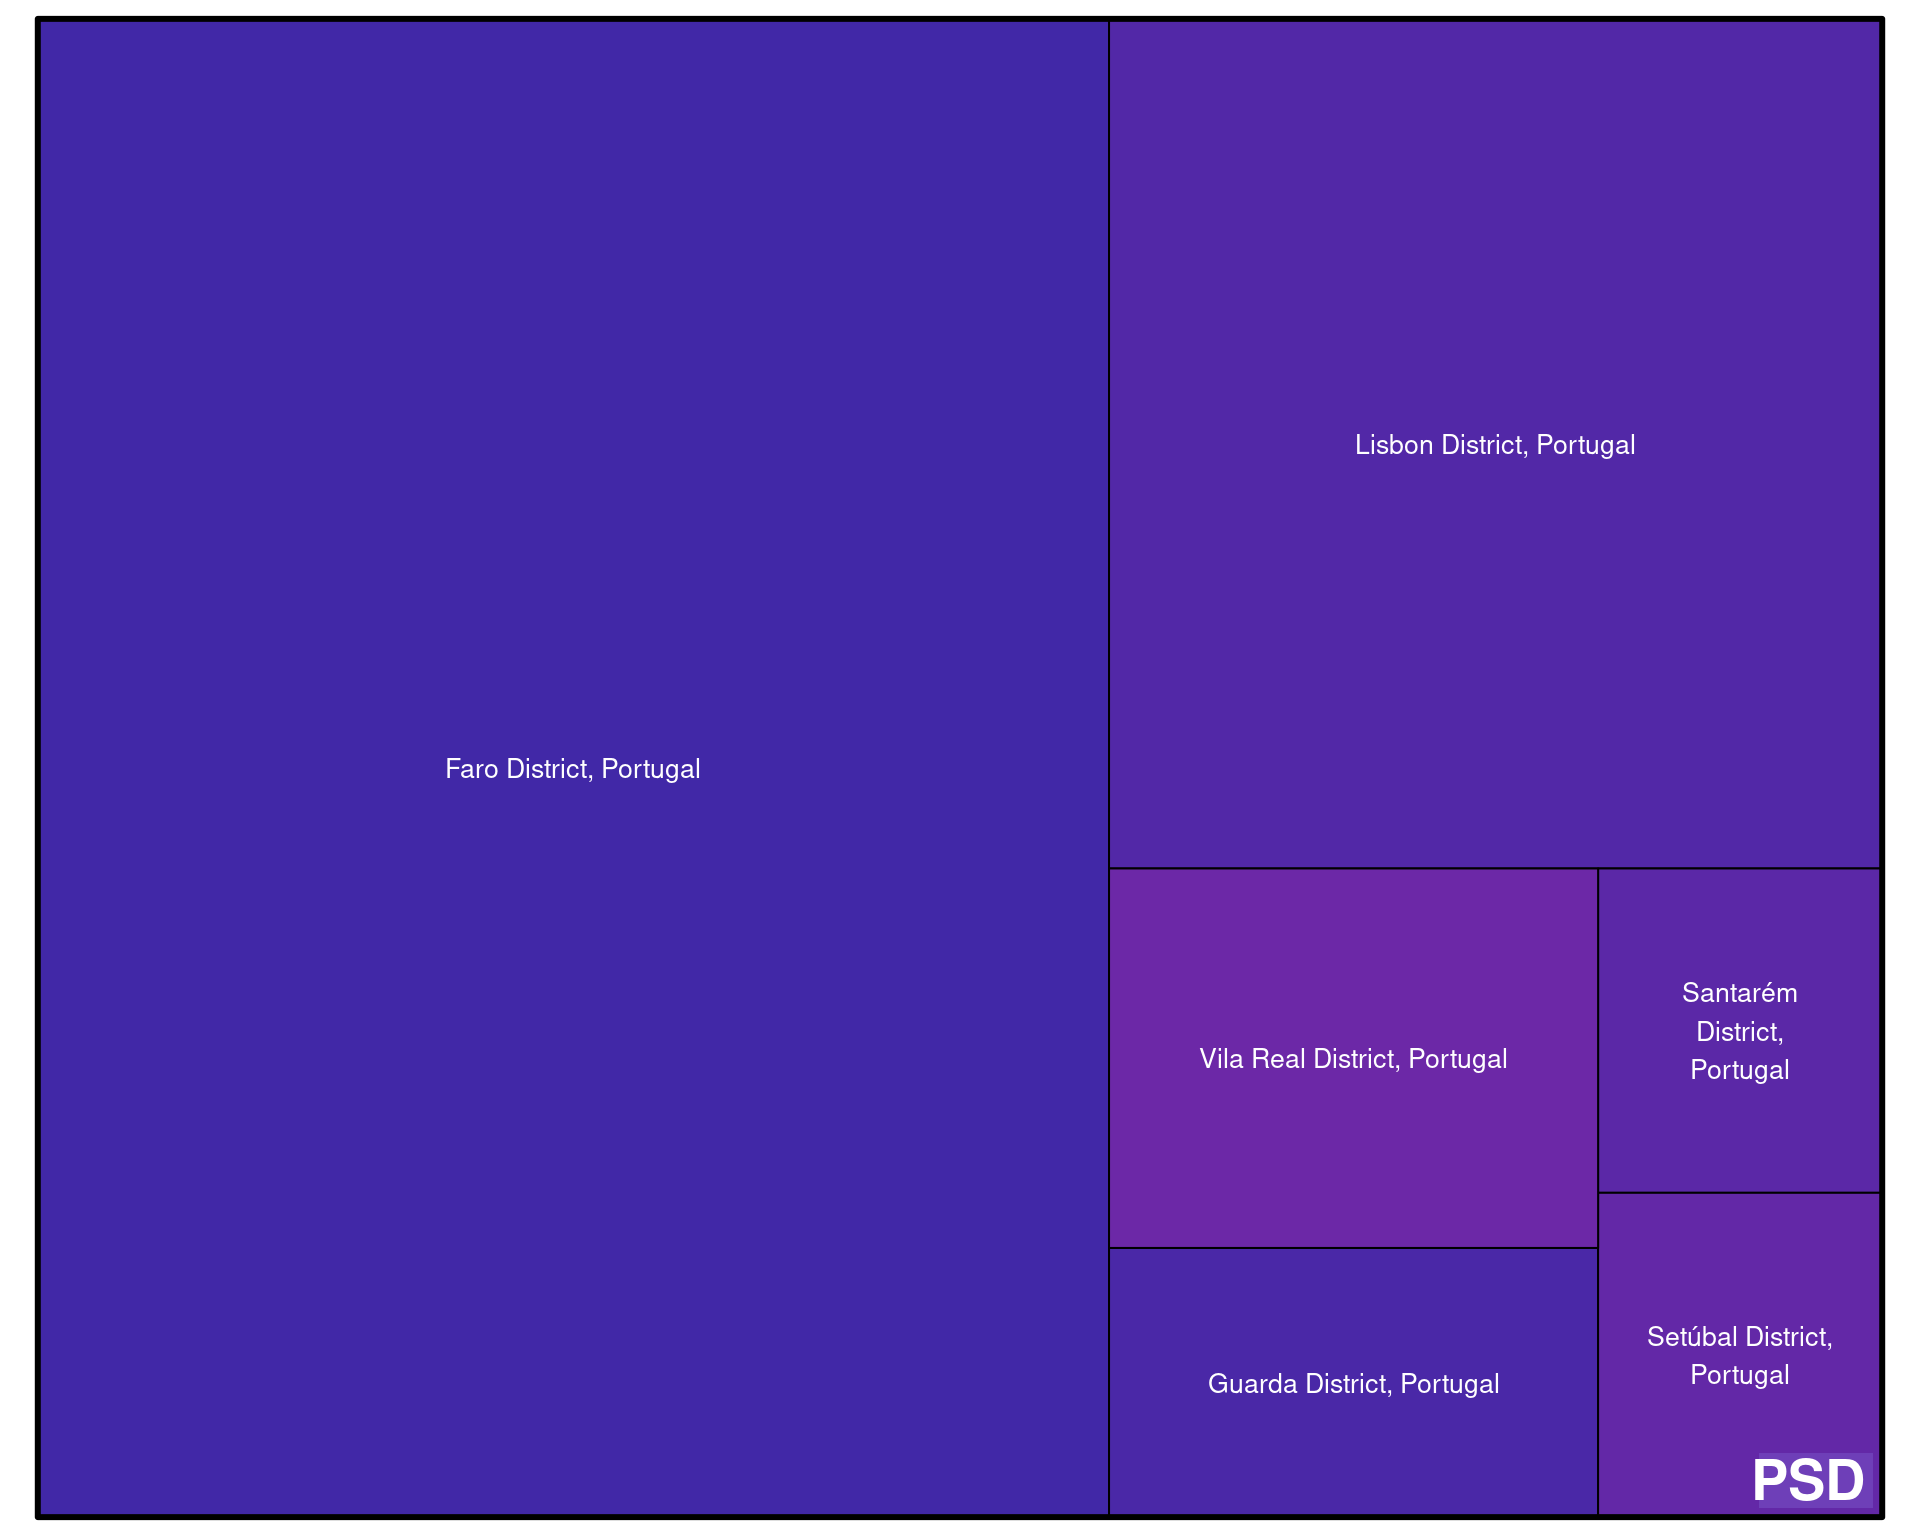 Lisbon District, Portugal
Faro District, Portugal
Santarém
District,
Portugal
Vila Real District, Portugal
Setúbal District,
Portugal
Guarda District, Portugal
PSD